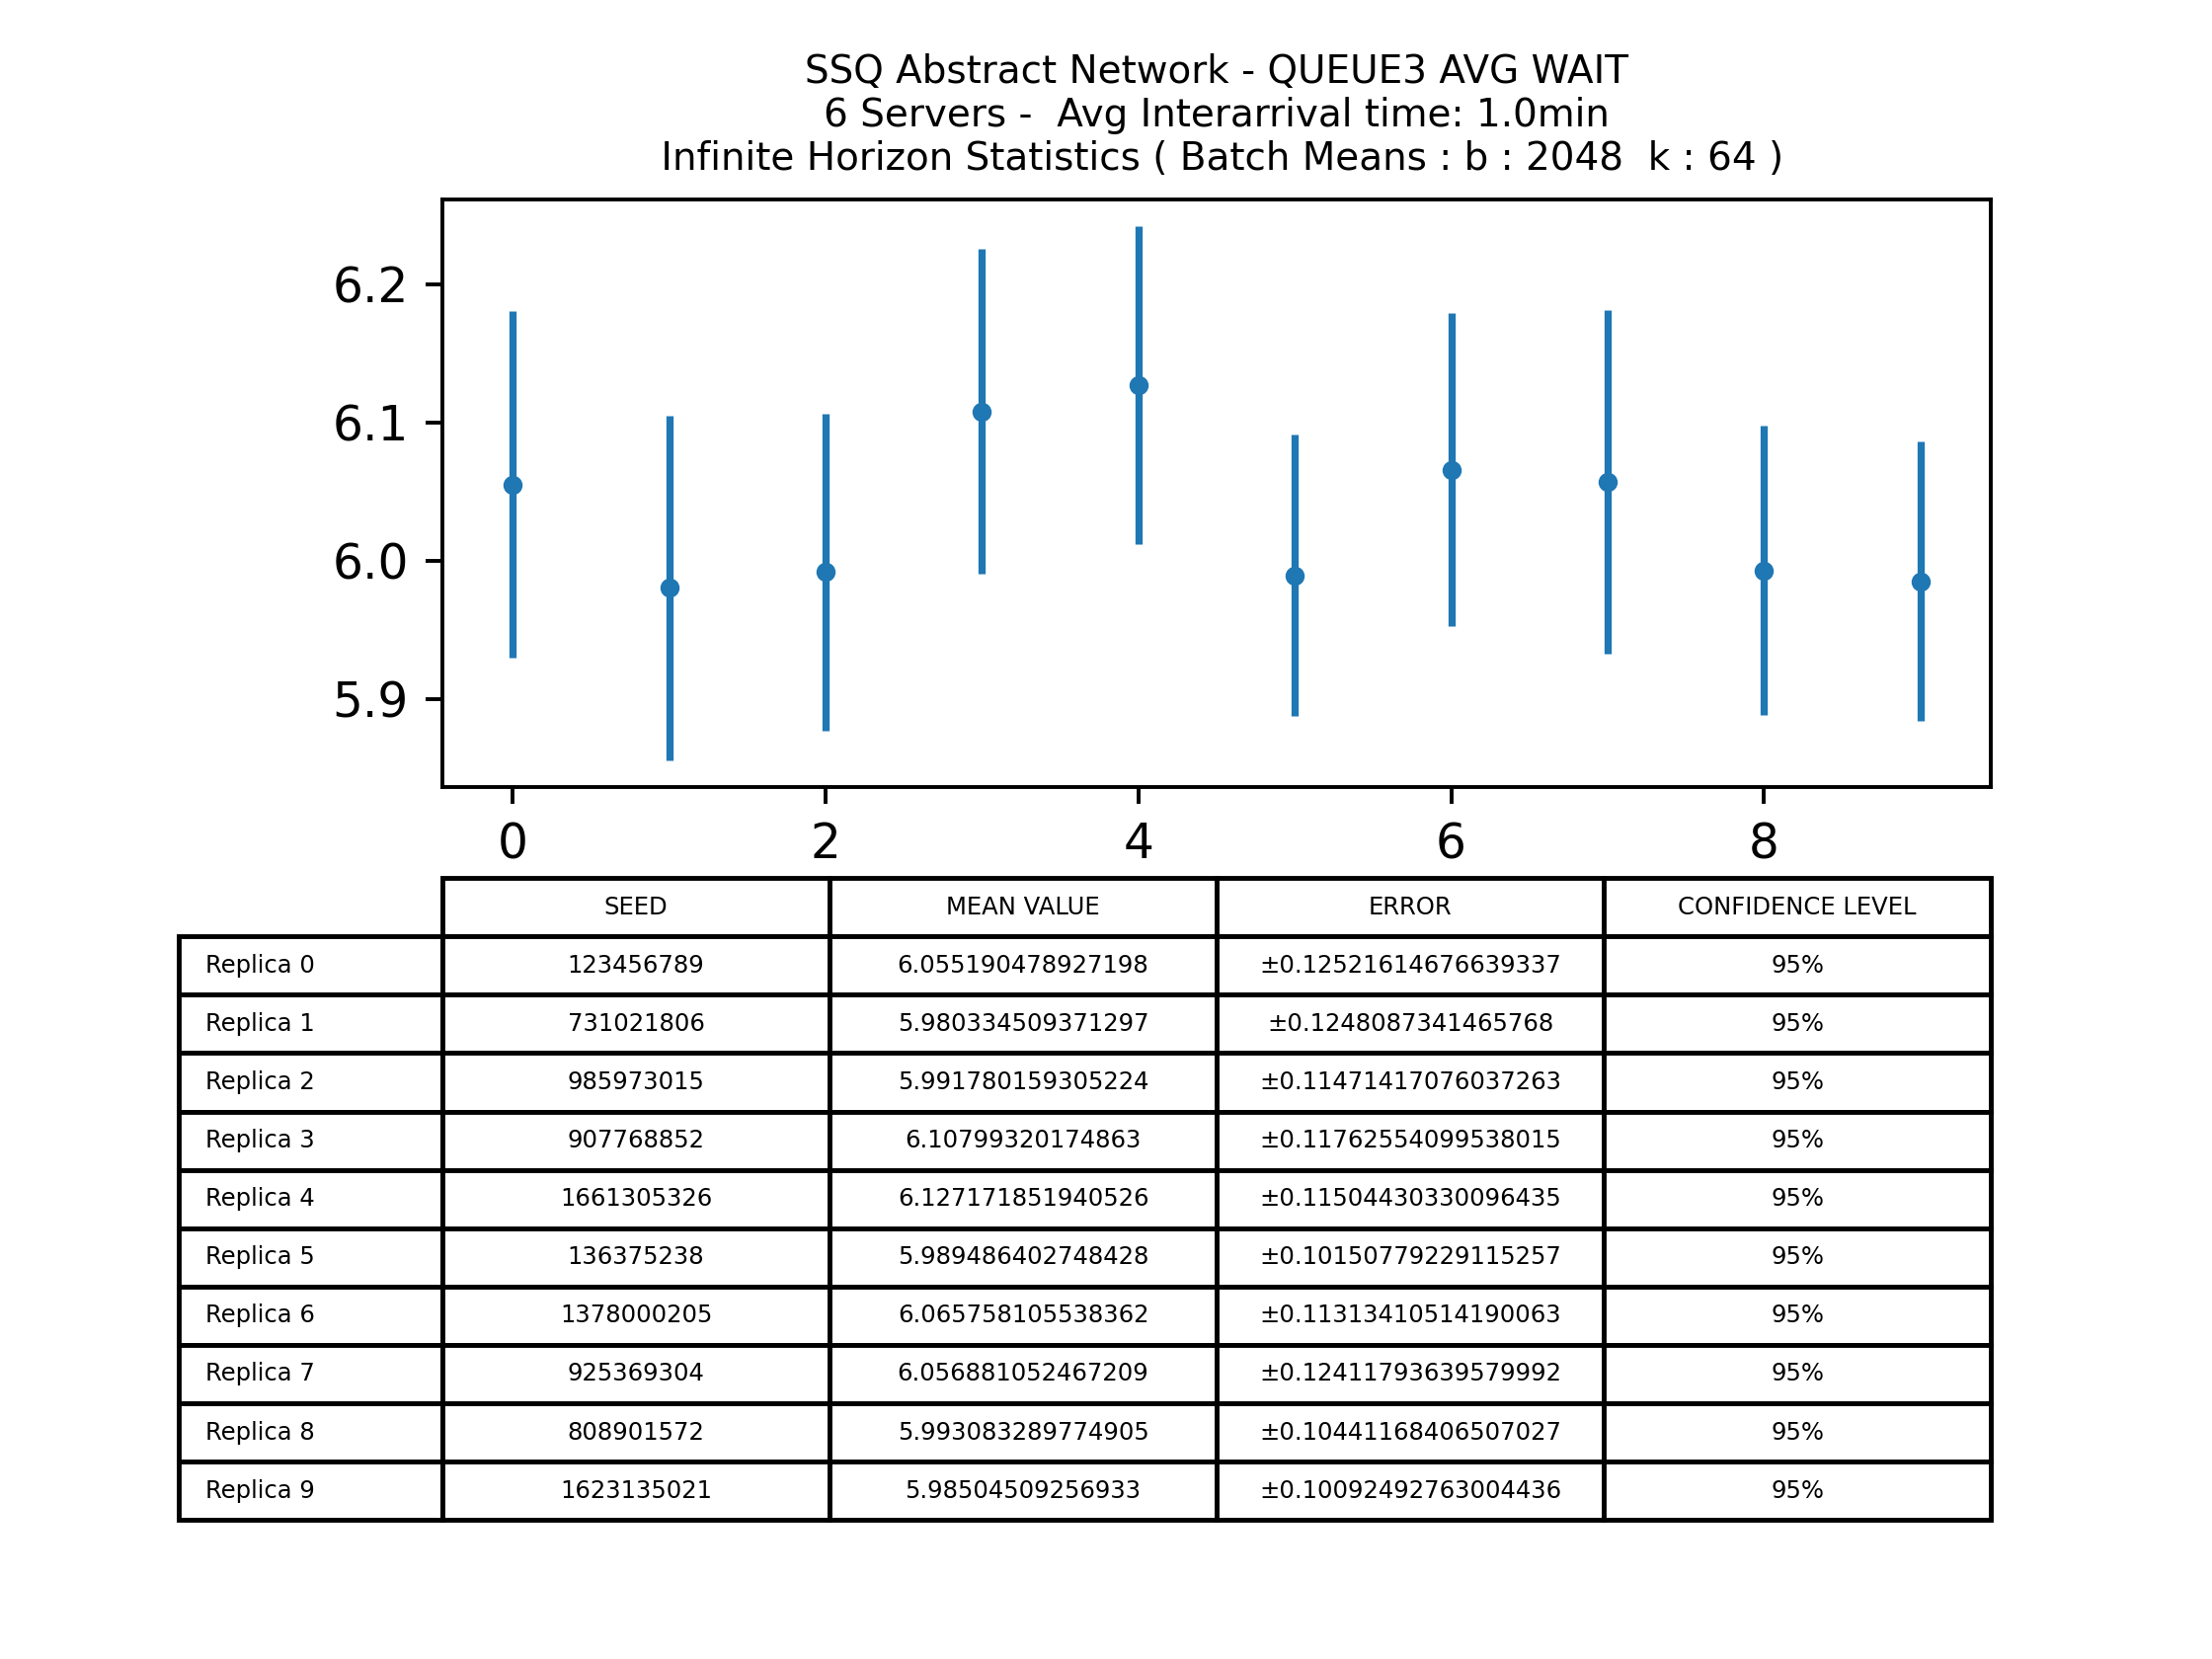 SSQ Abstract Network - QUEUE3 AVG WAIT
6 Servers -  Avg Interarrival time: 1.0min
Infinite Horizon Statistics ( Batch Means : b : 2048  k : 64 )
6.2
6.1
6.0
5.9
0 2 4 6 8
SEED MEAN VALUE ERROR CONFIDENCE LEVEL
Replica 0 123456789 6.055190478927198 ±0.12521614676639337 95%
Replica 1 731021806 5.980334509371297 ±0.1248087341465768 95%
Replica 2 985973015 5.991780159305224 ±0.11471417076037263 95%
Replica 3 907768852 6.10799320174863 ±0.11762554099538015 95%
Replica 4 1661305326 6.127171851940526 ±0.11504430330096435 95%
Replica 5 136375238 5.989486402748428 ±0.10150779229115257 95%
Replica 6 1378000205 6.065758105538362 ±0.11313410514190063 95%
Replica 7 925369304 6.056881052467209 ±0.12411793639579992 95%
Replica 8 808901572 5.993083289774905 ±0.10441168406507027 95%
Replica 9 1623135021 5.98504509256933 ±0.10092492763004436 95%